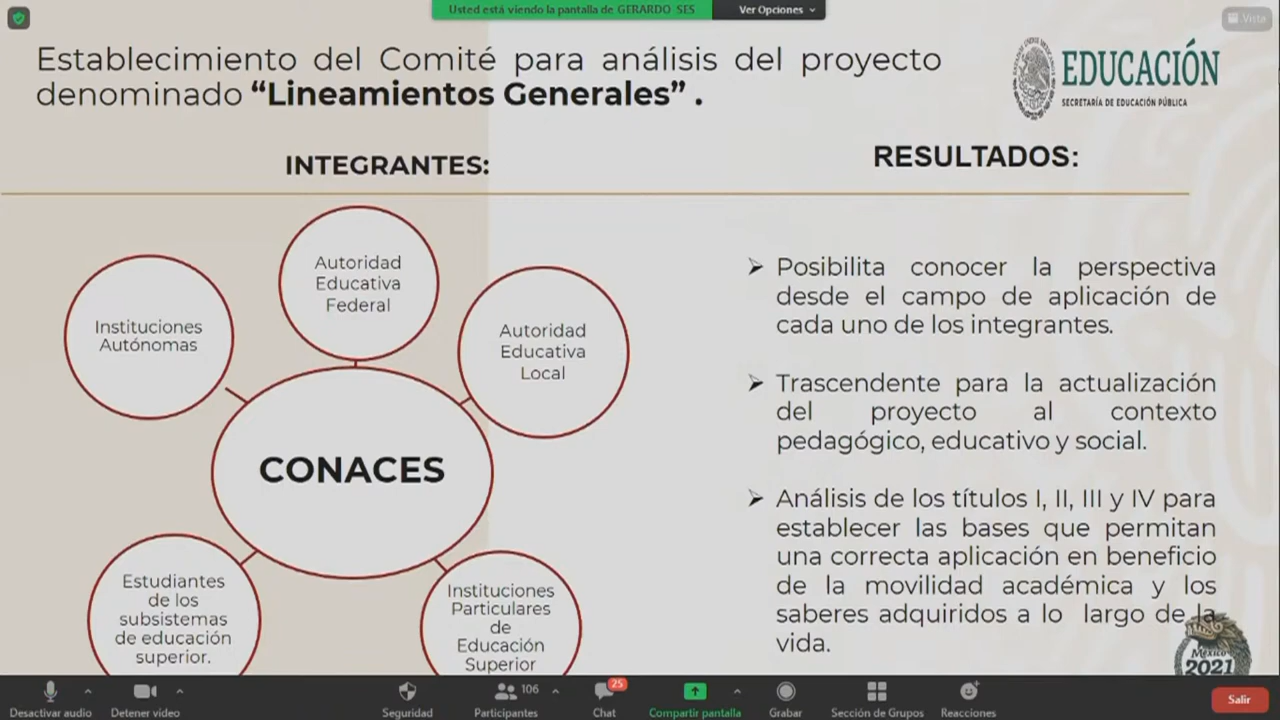 Usted está viendo la pantalla de GERARDO SES
Ver Opciones
Vista
Establecimiento del Comité para análisis del proyecto
denominado “Lineamientos Generales” .
EDUCACIÓN
SECRETARÍA DE EDUCACIÓN PÚBLICA
INTEGRANTES:
RESULTADOS:
Autoridad
Educativa
Federal
Instituciones
Autónomas
Autoridad
Educativa
Local
CONACES
Estudiantes
de los
subsistemas
de educación
superior.
Instituciones
Particulares
de
Educación
Superior
Posibilita conocer la perspectiva
desde el campo de aplicación de
cada uno de los integrantes.
Trascendente para la actualización
del proyecto al contexto
pedagógico, educativo y social.
Análisis de los títulos I, II, III y IV para
establecer las bases que permitan
una correcta aplicación en beneficio
de la movilidad académica y los
saberes adquiridos a lo largo de la
vida.
México
2021
Desactivar audio
Detener video
Seguridad
106
Participantes
25
Chat
Compartir pantalla
Grabar
Sección de Grupos
Reacciones
Salir